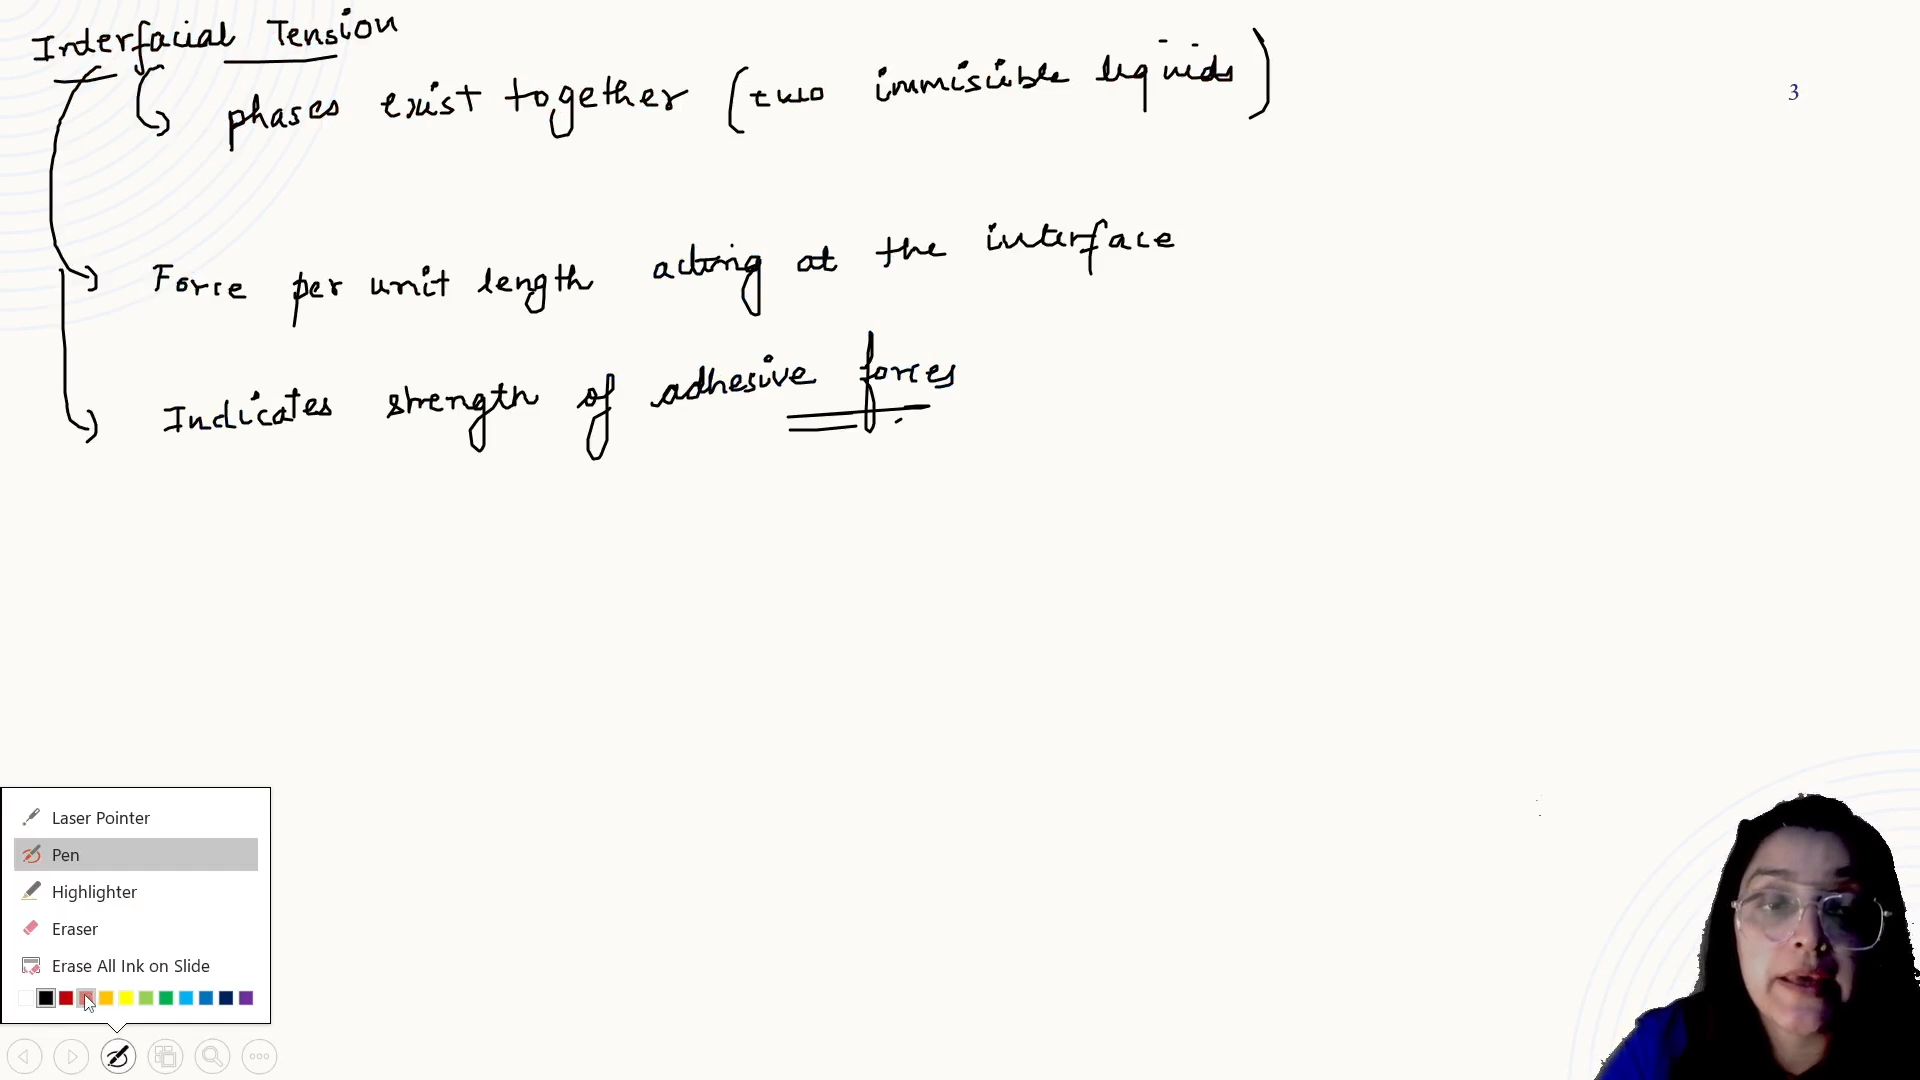 Interfacial Tension
phases exist together (two immisible liquids)
3
Force per unit length acting at the interface
Indicates strength of adhesive forces
Laser Pointer
Pen
Highlighter
Eraser
Erase All Ink on Slide